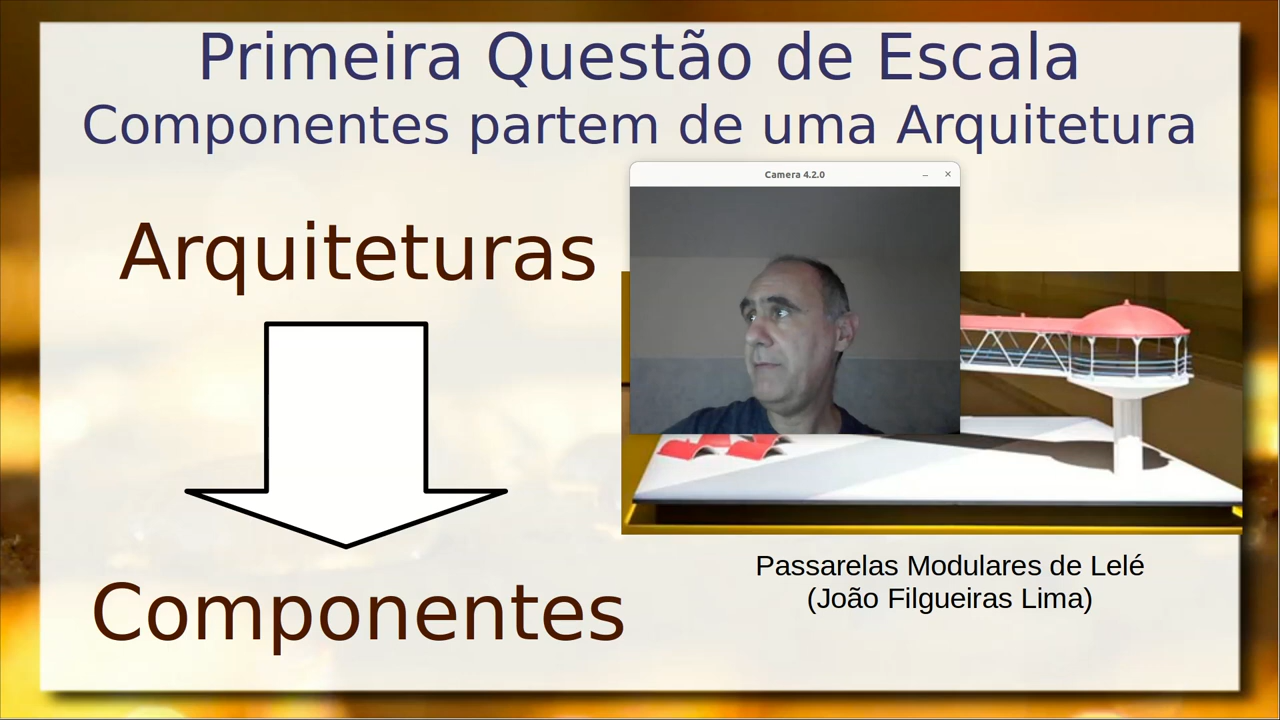 Primeira Questão de Escala
Componentes partem de uma Arquitetura
Camera 4.2.0
Arquiteturas
Componentes
Passarelas Modulares de Lelé
(João Filgueiras Lima)